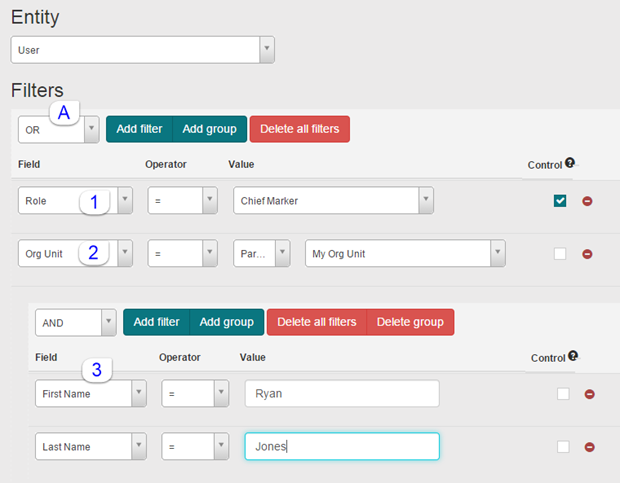 Entity
User
Filters
A
OR Add filter Add group Delete all filters
Field Operator Value Control ?
Role 1 = Chief Marker
Org Unit 2 = Par... My Org Unit
AND Add filter Add group Delete all filters Delete group
Field Operator Value Control ?
3
First Name = Ryan
Last Name = Jones